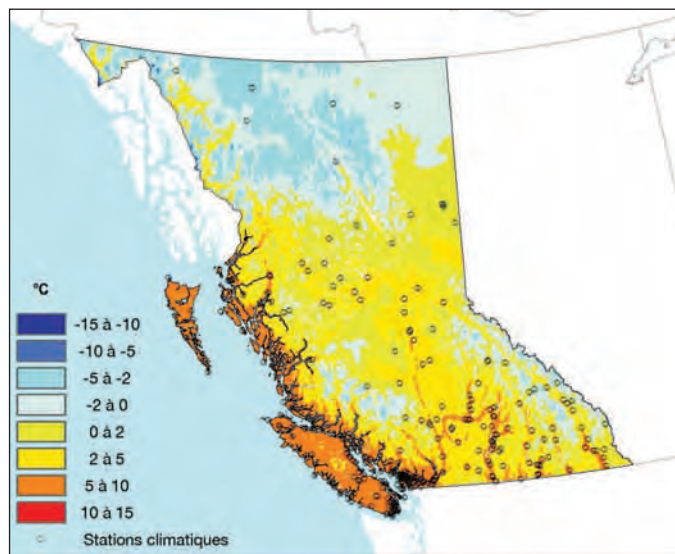 °C
-15 à -10
-10 à -5
-5 à -2
-2 à 0
0 à 2
2 à 5
5 à 10
10 à 15
Stations climatiques